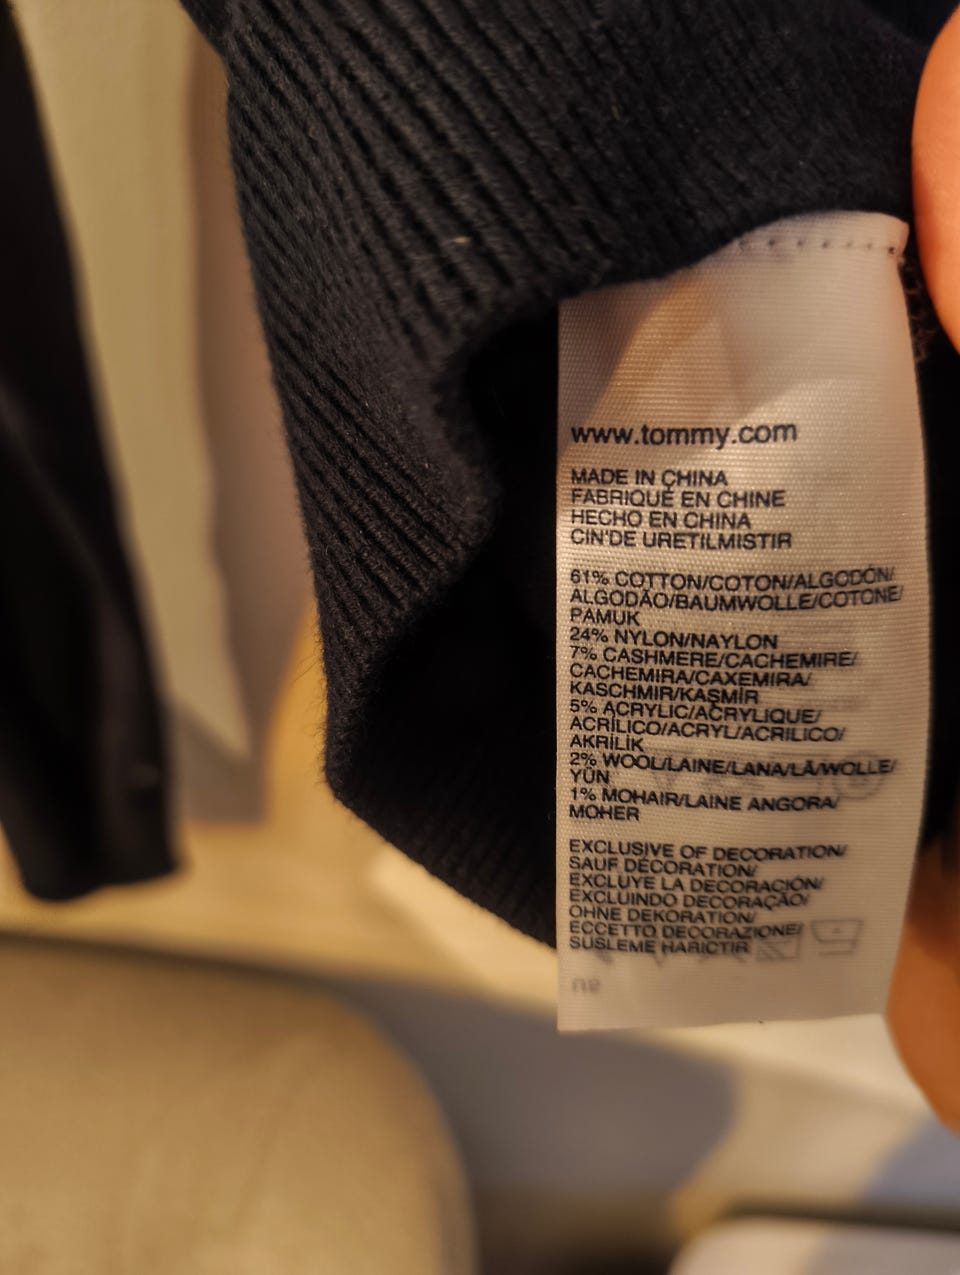 www.tommy.com
MADE IN CHINA
FABRIQUÉ EN CHINE
HECHO EN CHINA
CIN'DE URETILMISTIR
61% COTTON/COTON/ALGODÓN/
ALGODÃO/BAUMWOLLE/COTONE/
PAMUK
24% NYLON/NAYLON
7% CASHMERE/CACHEMIRE/
CACHEMIRA/CAXEMIRA/
KASCHMIR/KAŞMİR
5% ACRYLIC/ACRYLIQUE/
ACRÍLICO/ACRYL/ACRILICO/
AKRİLİK
2% WOOL/LAINE/LANA/LÃ/WOLLE/
YÜN
1% MOHAIR/LAINE ANGORA/
MOHER
EXCLUSIVE OF DECORATION/
SAUF DÉCORATION/
EXCLUYE LA DECORACIÓN/
EXCLUINDO DECORAÇÃO/
OHNE DEKORATION/
ECCETTO DECORAZIONE/
SUSLEME HARICTIR